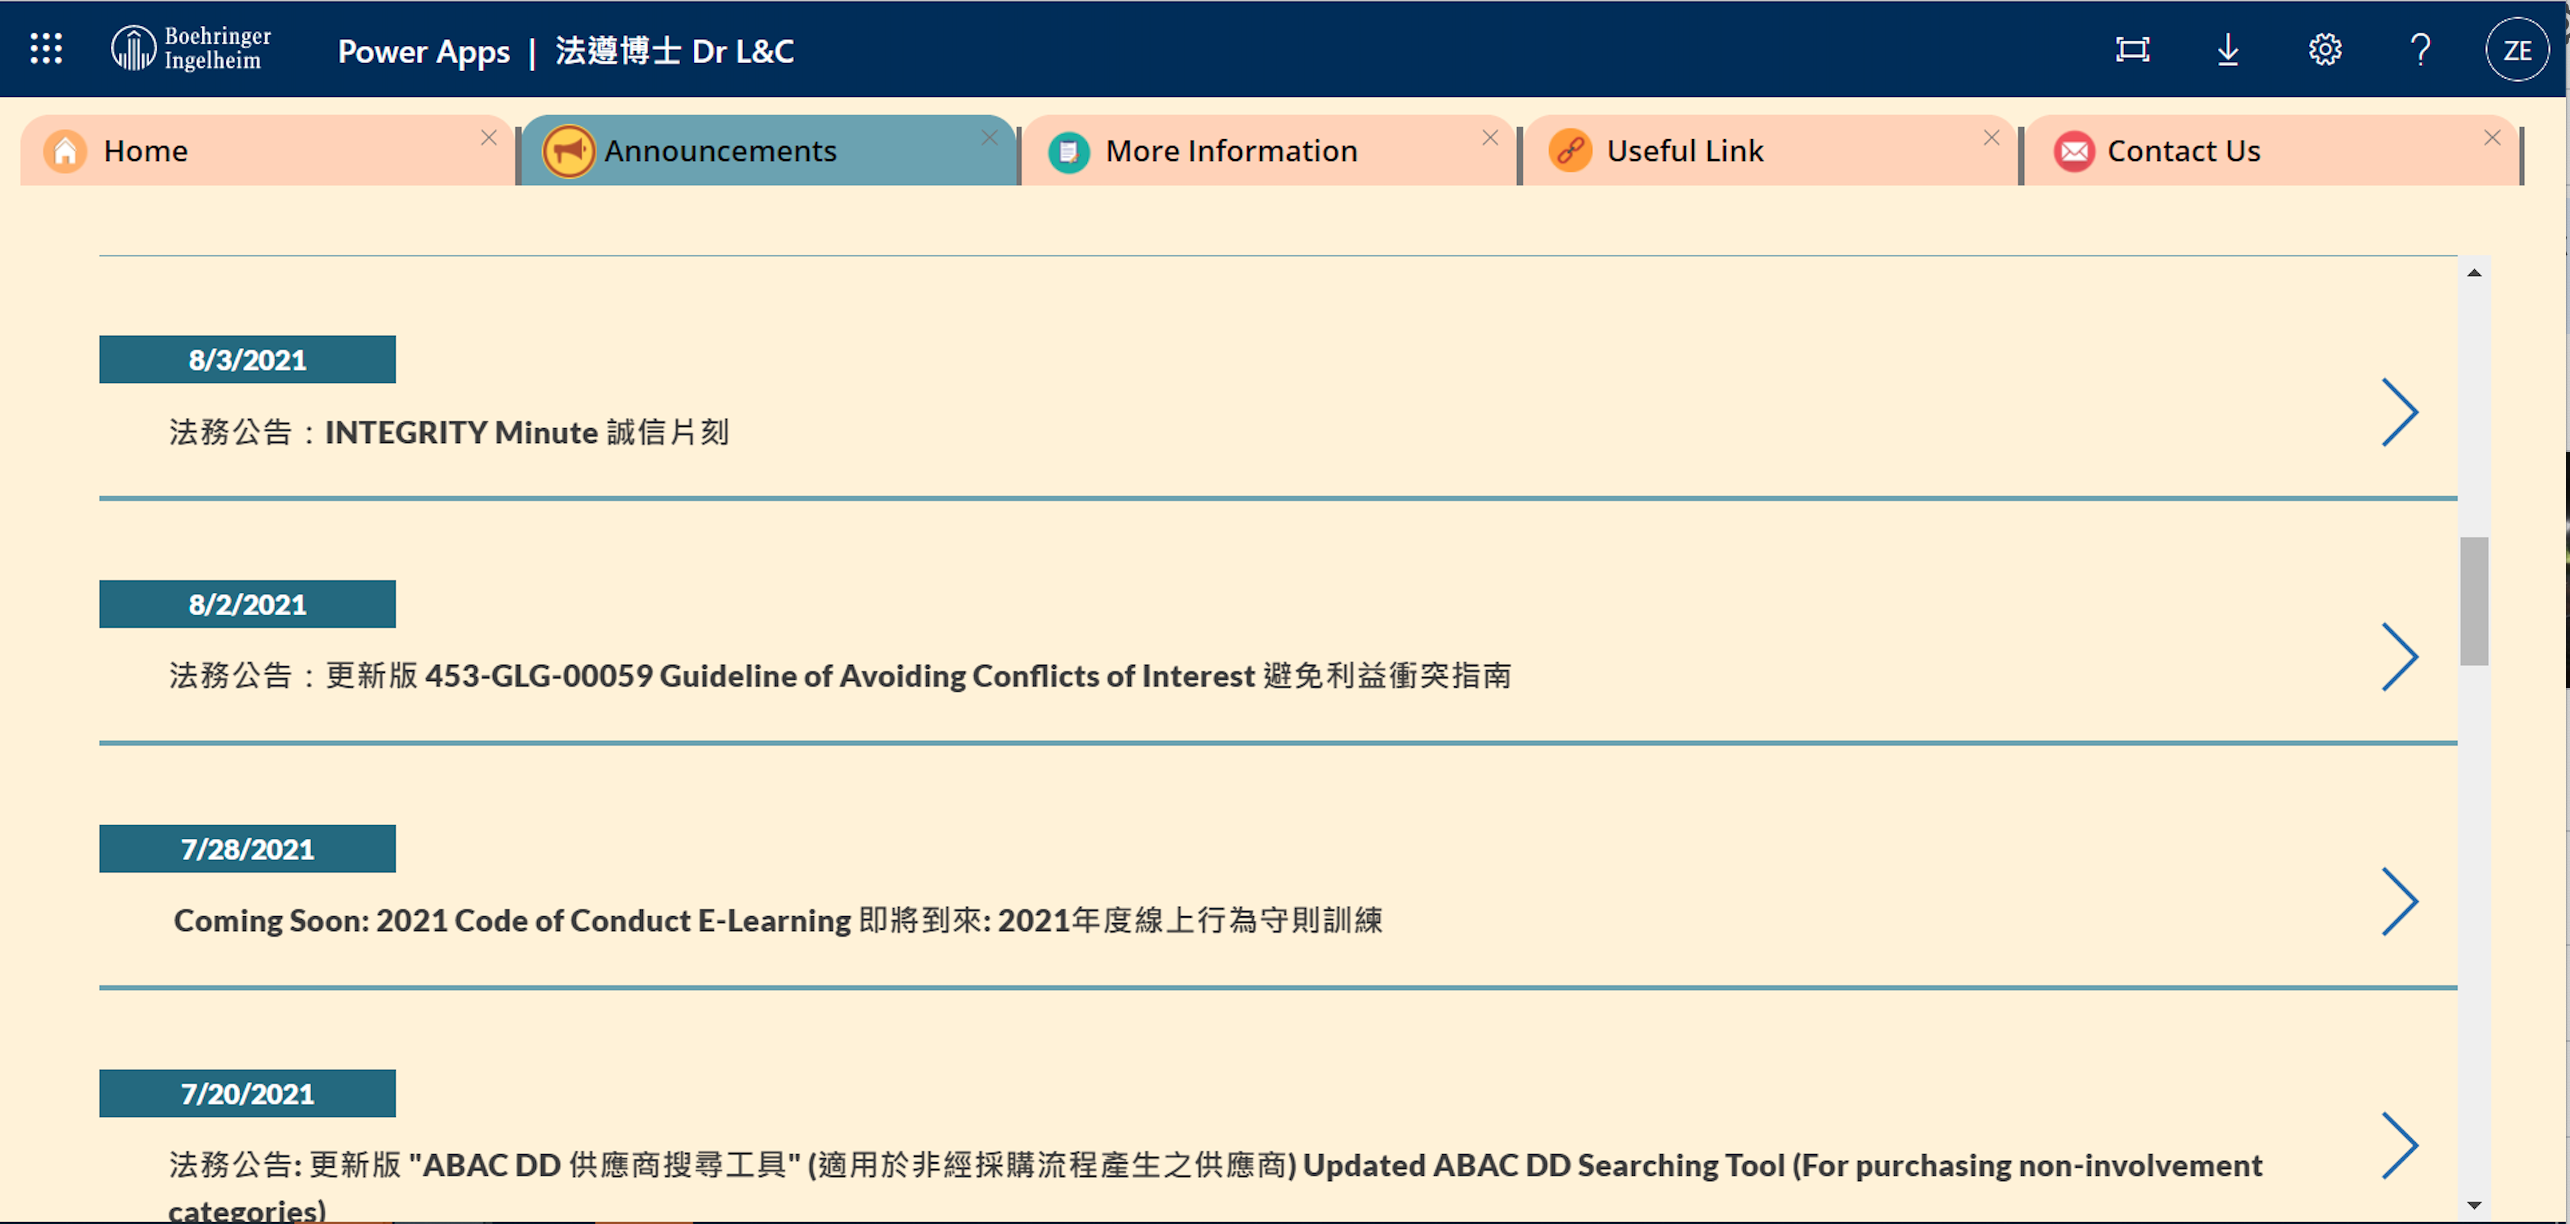 Boehringer
Ingelheim
Power Apps | 法遵博士 Dr L&C
?
ZE
Home
Announcements
More Information
Useful Link
Contact Us
8/3/2021
法務公告：INTEGRITY Minute 誠信片刻
8/2/2021
法務公告：更新版 453-GLG-00059 Guideline of Avoiding Conflicts of Interest 避免利益衝突指南
7/28/2021
Coming Soon: 2021 Code of Conduct E-Learning 即將到來: 2021年度線上行為守則訓練
7/20/2021
法務公告: 更新版 "ABAC DD 供應商搜尋工具" (適用於非經採購流程產生之供應商) Updated ABAC DD Searching Tool (For purchasing non-involvement
categories)